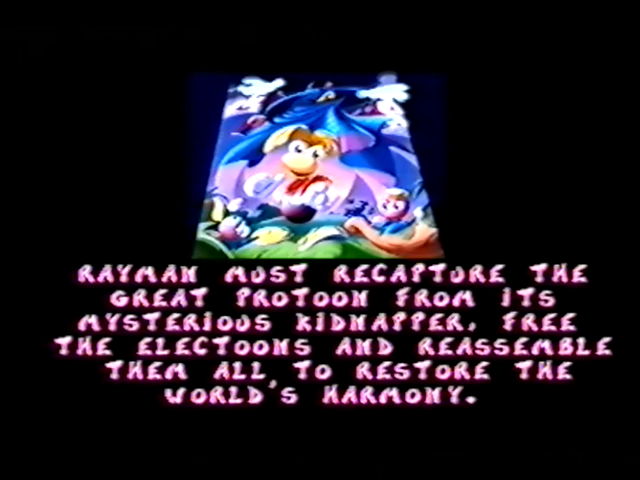 RAYMAN MUST RECAPTURE THE
GREAT PROTOON FROM ITS
MYSTERIOUS KIDNAPPER, FREE
THE ELECTOONS AND REASSEMBLE
THEM ALL TO RESTORE THE
WORLD'S HARMONY.